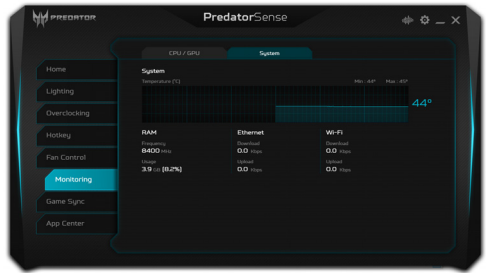 PREDATOR
PredatorSense
CPU / GPU
System
Home
Lighting
Overclocking
Hotkey
Fan Control
Monitoring
Game Sync
App Center
System
Temperature (°C)
Min : 44° Max : 45°
44°
RAM
Frequency
8400 MHz
Usage
3.9 GB [8.2%]
Ethernet
Download
0.0 Kbps
Upload
0.0 Kbps
Wi-Fi
Download
0.0 Kbps
Upload
0.0 Kbps